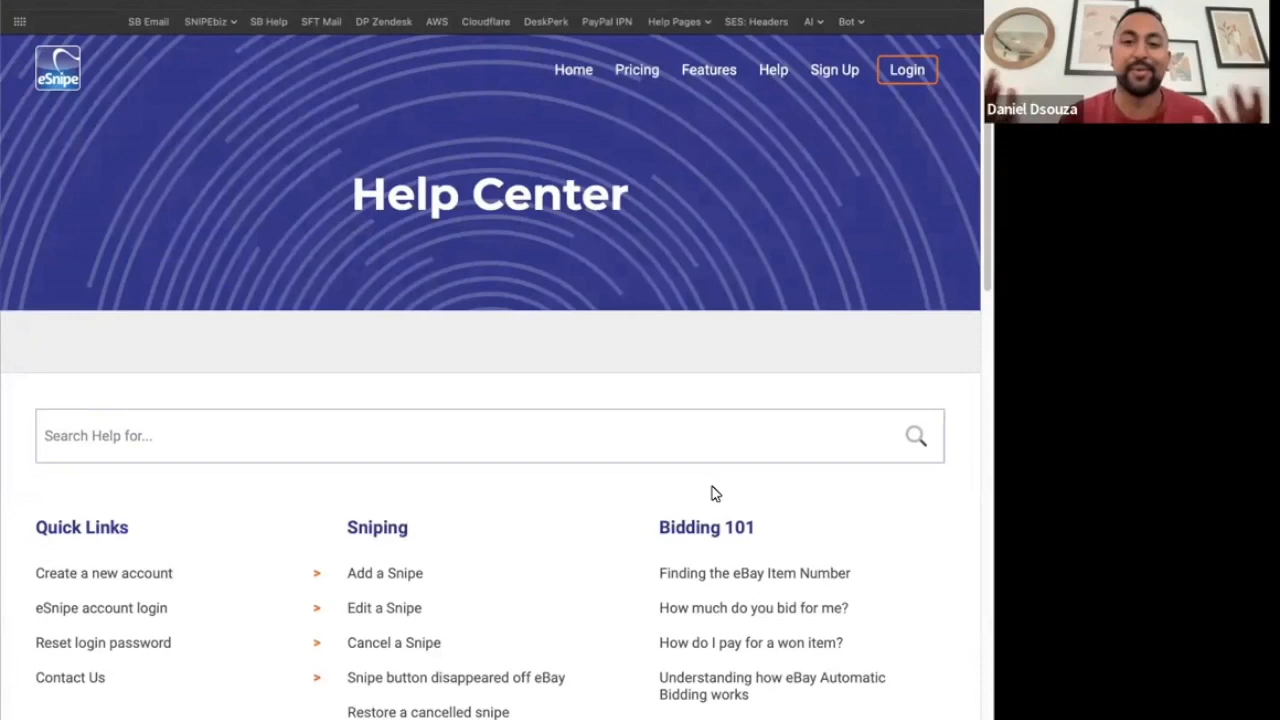 SB Email SNIPEbiz SB Help SFT Mail DP Zendesk AWS Cloudflare DeskPerk PayPal IPN Help Pages SES: Headers AI Bot
eSnipe
Home Pricing Features Help Sign Up Login
Daniel Dsouza
Help Center
Search Help for...
Quick Links
Create a new account >
eSnipe account login >
Reset login password >
Contact Us >
Sniping
Add a Snipe
Edit a Snipe
Cancel a Snipe
Snipe button disappeared off eBay
Restore a cancelled snipe
Bidding 101
Finding the eBay Item Number
How much do you bid for me?
How do I pay for a won item?
Understanding how eBay Automatic
Bidding works